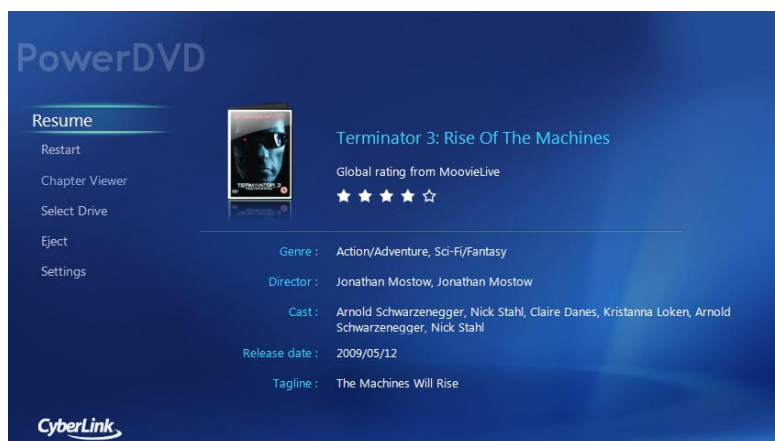 PowerDVD
Resume
Restart
Chapter Viewer
Select Drive
Eject
Settings
TERMINATOR 3
Terminator 3: Rise Of The Machines
Global rating from MoovieLive
Genre : Action/Adventure, Sci-Fi/Fantasy
Director : Jonathan Mostow, Jonathan Mostow
Cast : Arnold Schwarzenegger, Nick Stahl, Claire Danes, Kristanna Loken, Arnold
Schwarzenegger, Nick Stahl
Release date : 2009/05/12
Tagline : The Machines Will Rise
CyberLink